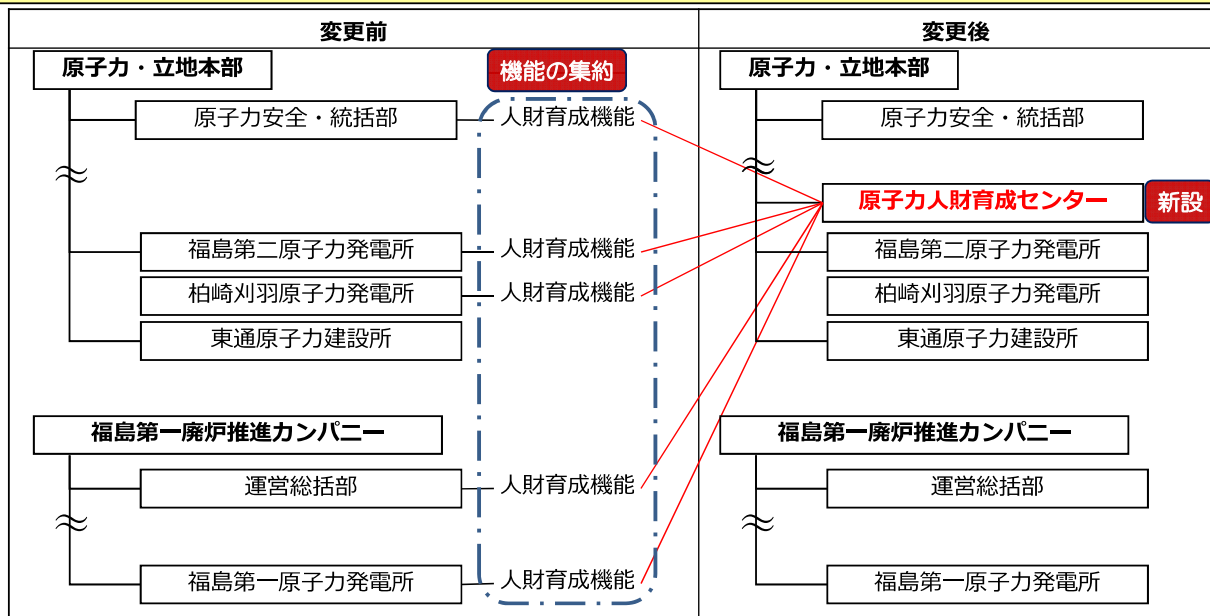 変更前
変更後
原子力・立地本部
機能の集約
原子力安全・統括部
人財育成機能
福島第二原子力発電所
人財育成機能
柏崎刈羽原子力発電所
人財育成機能
東通原子力建設所
福島第一廃炉推進カンパニー
運営総括部
人財育成機能
福島第一原子力発電所
人財育成機能
原子力・立地本部
原子力安全・統括部
原子力人財育成センター
新設
福島第二原子力発電所
柏崎刈羽原子力発電所
東通原子力建設所
福島第一廃炉推進カンパニー
運営総括部
福島第一原子力発電所